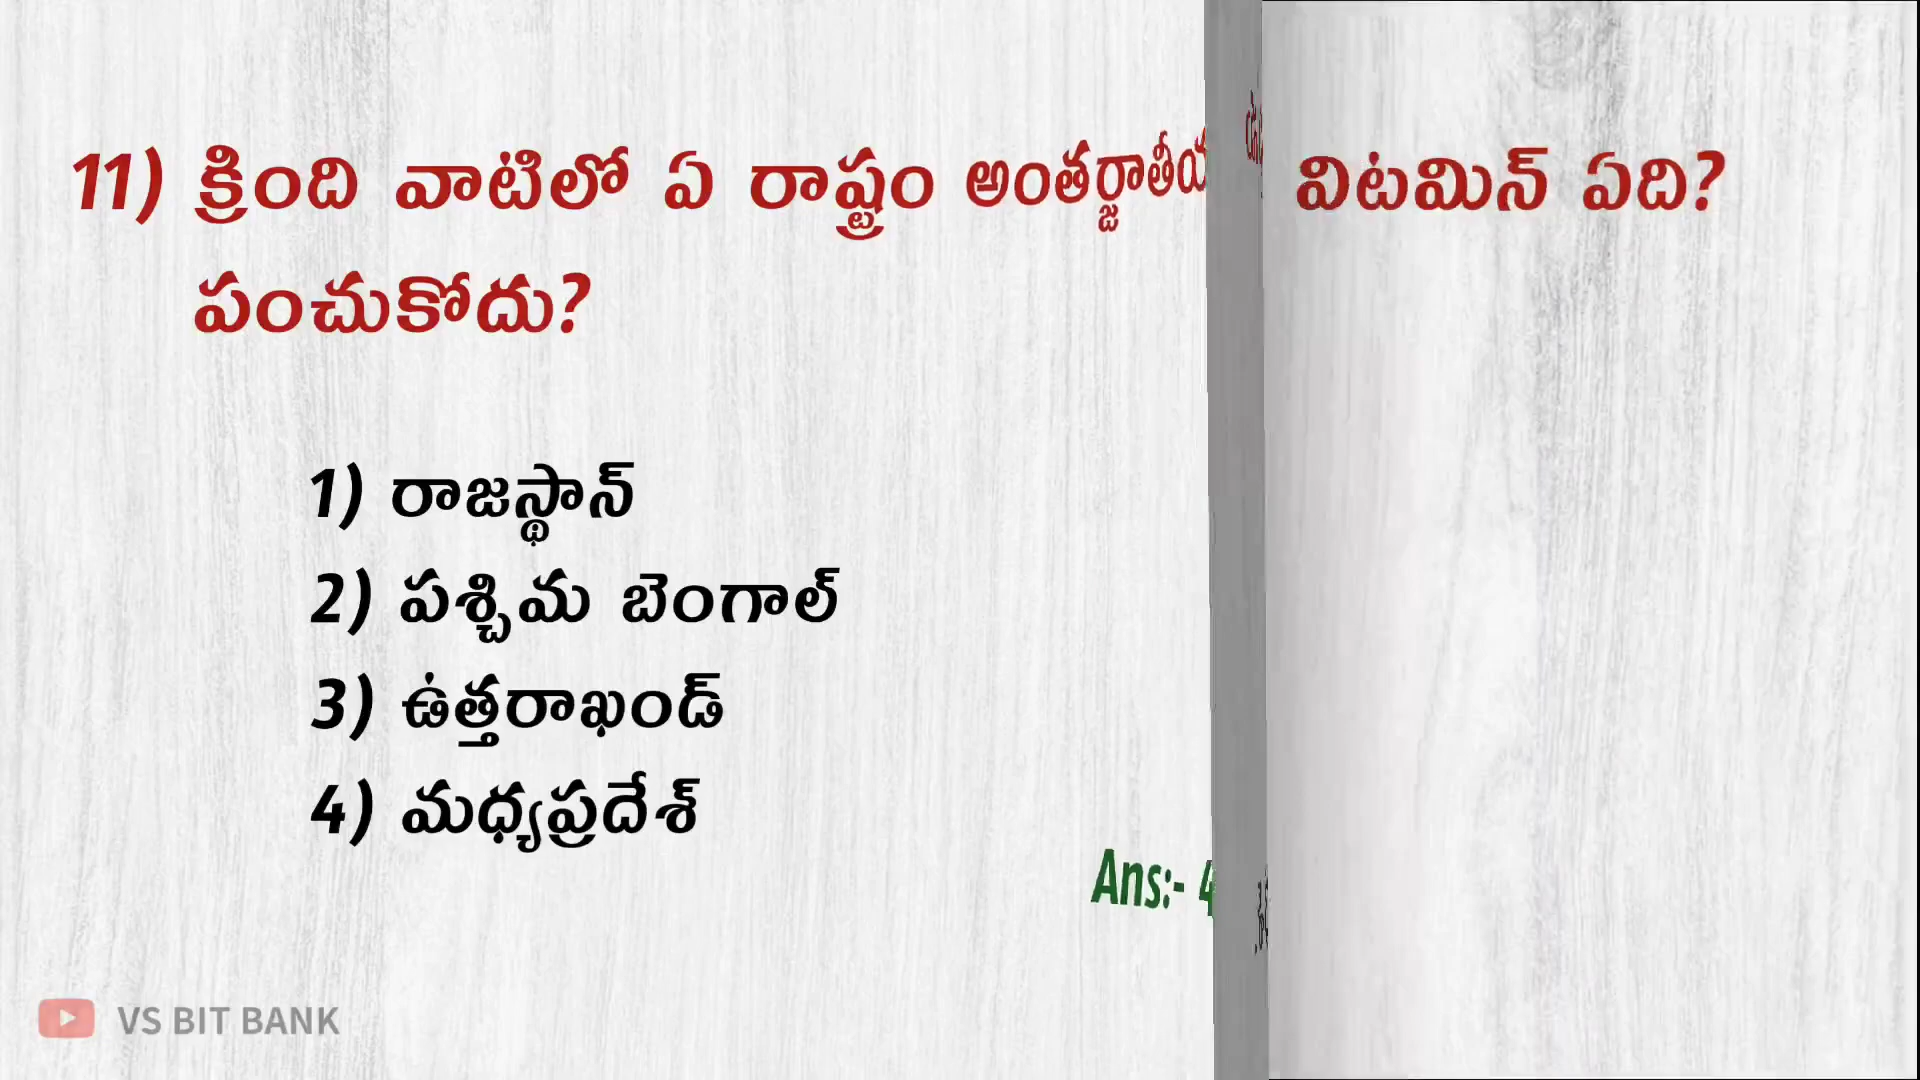 11) క్రింది వాటిలో ఏ రాష్ట్రం అంతర్జాతీయ విటమిన్ ఏది?
పంచుకోదు?
1) రాజస్థాన్
2) పశ్చిమ బెంగాల్
3) ఉత్తరాఖండ్
4) మధ్యప్రదేశ్
Ans:- 4
VS BIT BANK